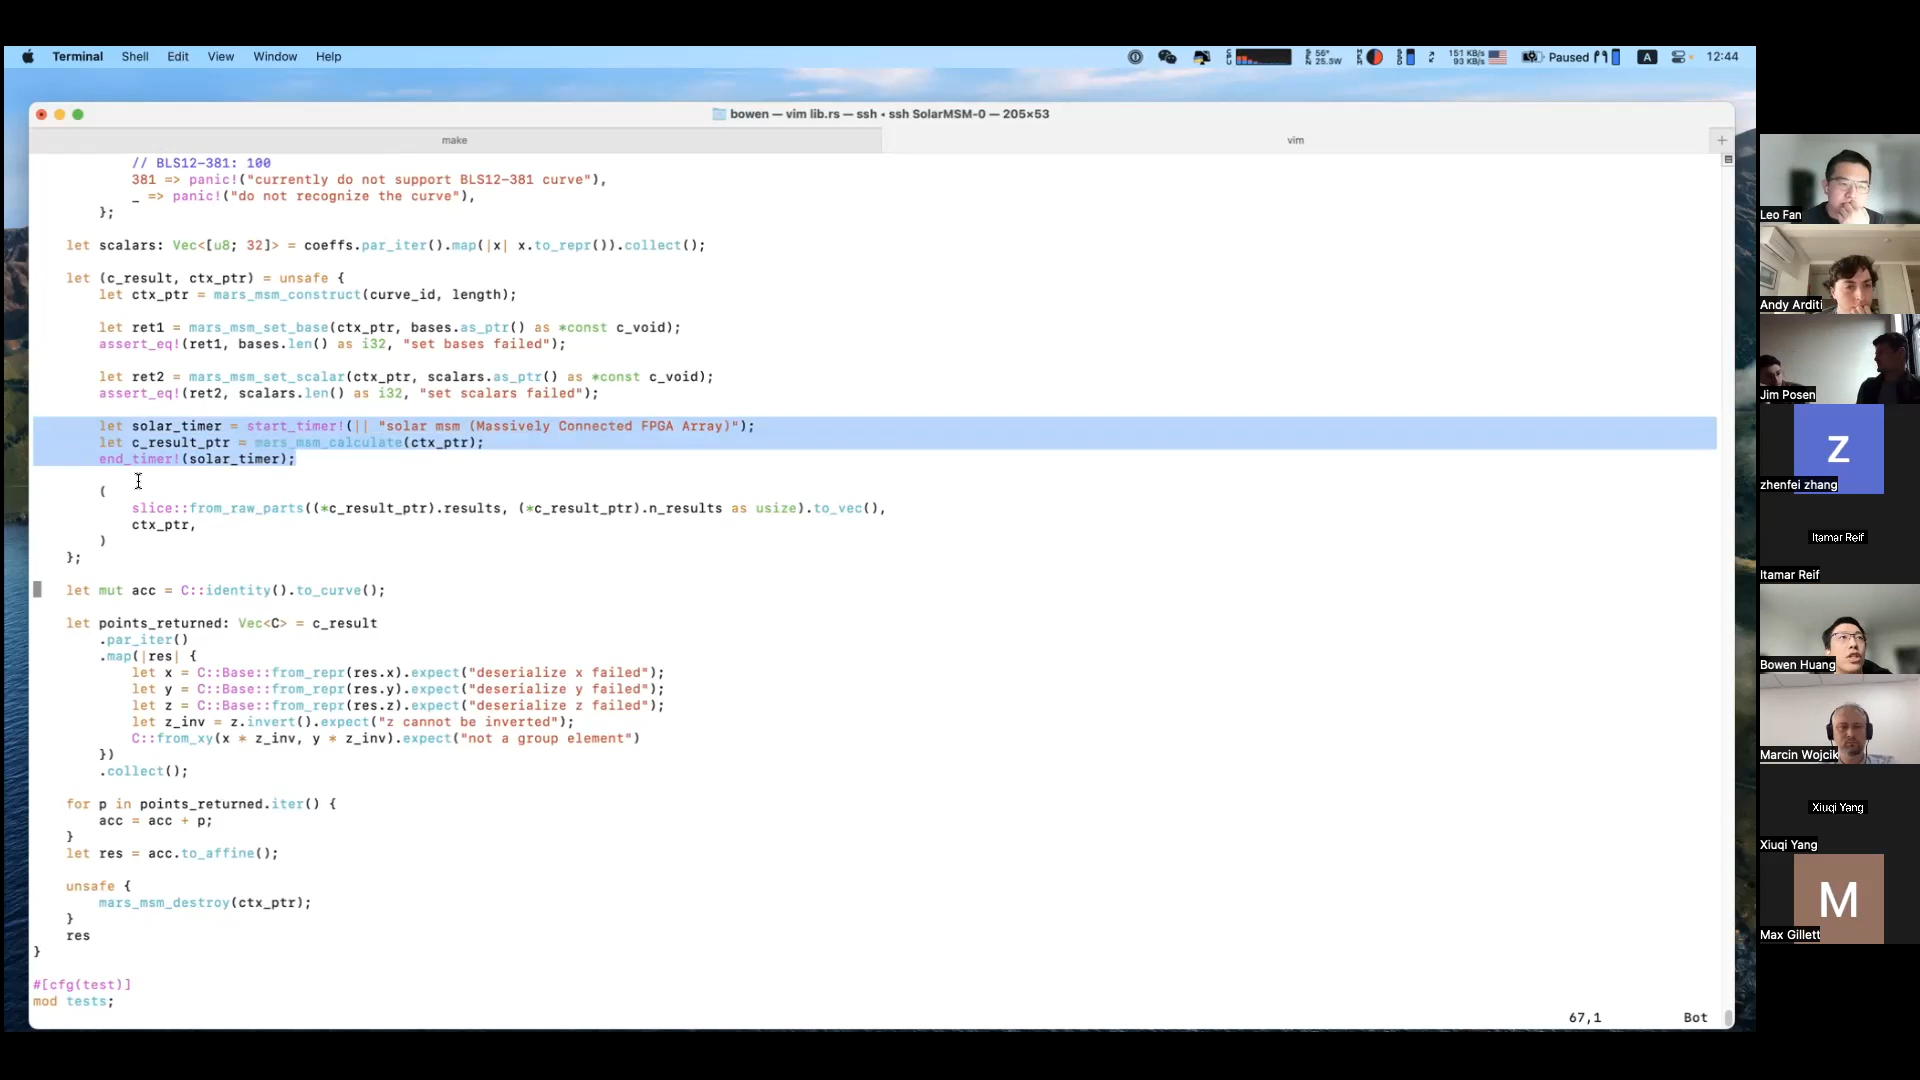 Terminal Shell Edit View Window Help
56°
25.3W
151 KB/s
93 KB/s
Paused
A
12:44
bowen — vim lib.rs — ssh ◂ ssh SolarMSM-0 — 205×53
make
vim
+
// BLS12-381: 100
381 => panic!("currently do not support BLS12-381 curve"),
_ => panic!("do not recognize the curve"),
};
let scalars: Vec<[u8; 32]> = coeffs.par_iter().map(|x| x.to_repr()).collect();
let (c_result, ctx_ptr) = unsafe {
let ctx_ptr = mars_msm_construct(curve_id, length);
let ret1 = mars_msm_set_base(ctx_ptr, bases.as_ptr() as *const c_void);
assert_eq!(ret1, bases.len() as i32, "set bases failed");
let ret2 = mars_msm_set_scalar(ctx_ptr, scalars.as_ptr() as *const c_void);
assert_eq!(ret2, scalars.len() as i32, "set scalars failed");
let solar_timer = start_timer!(|| "solar msm (Massively Connected FPGA Array)");
let c_result_ptr = mars_msm_calculate(ctx_ptr);
end_timer!(solar_timer);
(
slice::from_raw_parts((*c_result_ptr).results, (*c_result_ptr).n_results as usize).to_vec(),
ctx_ptr,
)
};
let mut acc = C::identity().to_curve();
let points_returned: Vec<C> = c_result
.par_iter()
.map(|res| {
let x = C::Base::from_repr(res.x).expect("deserialize x failed");
let y = C::Base::from_repr(res.y).expect("deserialize y failed");
let z = C::Base::from_repr(res.z).expect("deserialize z failed");
let z_inv = z.invert().expect("z cannot be inverted");
C::from_xy(x * z_inv, y * z_inv).expect("not a group element")
})
.collect();
for p in points_returned.iter() {
acc = acc + p;
}
let res = acc.to_affine();
unsafe {
mars_msm_destroy(ctx_ptr);
}
res
}
#[cfg(test)]
mod tests;
67,1 Bot
Leo Fan
Andy Arditi
Jim Posen
Z
zhenfei zhang
Itamar Reif
Itamar Reif
Bowen Huang
Marcin Wojcik
Xiuqi Yang
Xiuqi Yang
M
Max Gillett